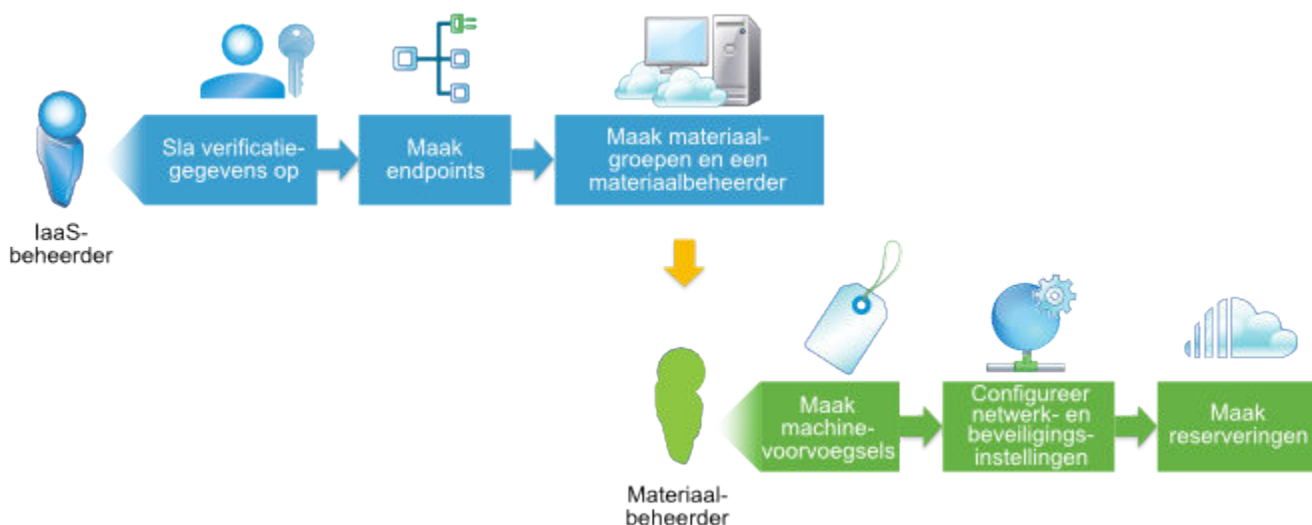 Sla verificatie-
gegevens op
Maak
endpoints
Maak materiaal-
groepen en een
materiaalbeheerder
IaaS-
beheerder
Maak
machine-
voorvoegsels
Configureer
netwerk- en
beveiligings-
instellingen
Maak
reserveringen
Materiaal-
beheerder